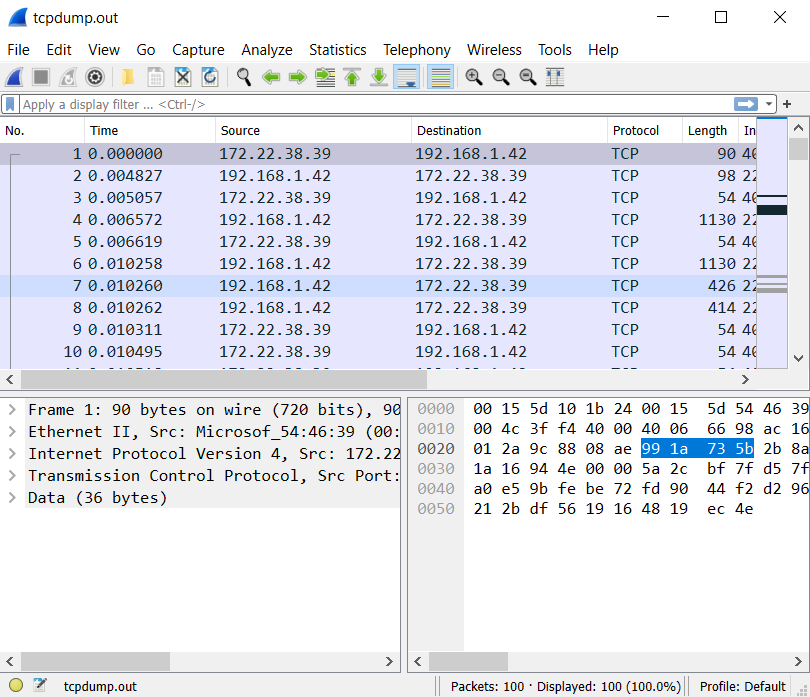 tcpdump.out
File Edit View Go Capture Analyze Statistics Telephony Wireless Tools Help
Apply a display filter ... <Ctrl-/>
No. Time Source Destination Protocol Length In
1 0.000000 172.22.38.39 192.168.1.42 TCP 90 40
2 0.004827 192.168.1.42 172.22.38.39 TCP 98 22
3 0.005057 172.22.38.39 192.168.1.42 TCP 54 40
4 0.006572 192.168.1.42 172.22.38.39 TCP 1130 22
5 0.006619 172.22.38.39 192.168.1.42 TCP 54 40
6 0.010258 192.168.1.42 172.22.38.39 TCP 1130 22
7 0.010260 192.168.1.42 172.22.38.39 TCP 426 22
8 0.010262 192.168.1.42 172.22.38.39 TCP 414 22
9 0.010311 172.22.38.39 192.168.1.42 TCP 54 40
10 0.010495 172.22.38.39 192.168.1.42 TCP 54 40
Frame 1: 90 bytes on wire (720 bits), 90
Ethernet II, Src: Microsof_54:46:39 (00:
Internet Protocol Version 4, Src: 172.22
Transmission Control Protocol, Src Port:
Data (36 bytes)
0000 00 15 5d 10 1b 24 00 15 5d 54 46 39
0010 00 4c 3f f4 40 00 40 06 66 98 ac 16
0020 01 2a 9c 88 08 ae 99 1a 73 5b 2b 8a
0030 1a 16 94 4e 00 00 5a 2c bf 7f d5 7f
0040 a0 e5 9b fe be 72 fd 90 44 f2 d2 96
0050 21 2b df 56 19 16 48 19 ec 4e
tcpdump.out
Packets: 100 · Displayed: 100 (100.0%)
Profile: Default